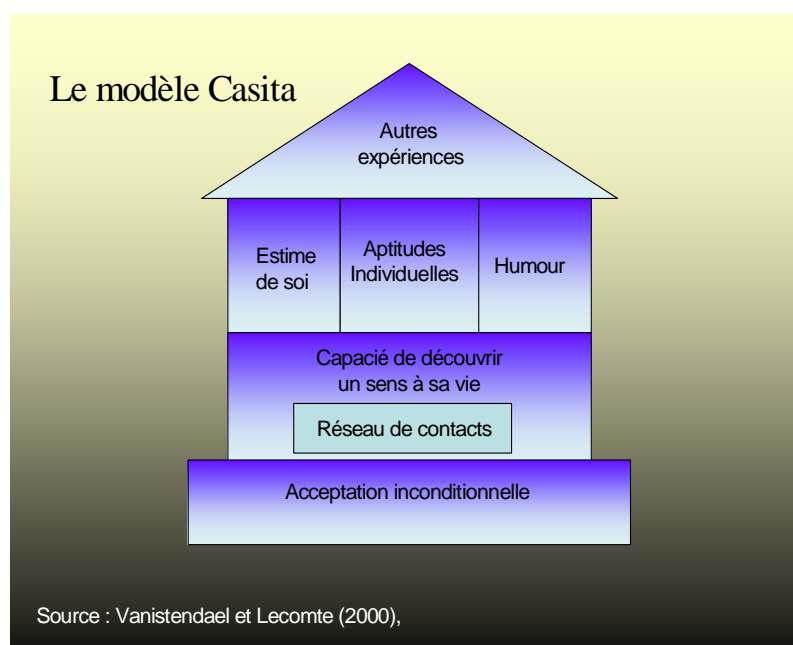 Le modèle Casita
Autres
expériences
Estime
de soi
Aptitudes
Individuelles
Humour
Capacié de découvrir
un sens à sa vie
Réseau de contacts
Acceptation inconditionnelle
Source : Vanistendael et Lecomte (2000),